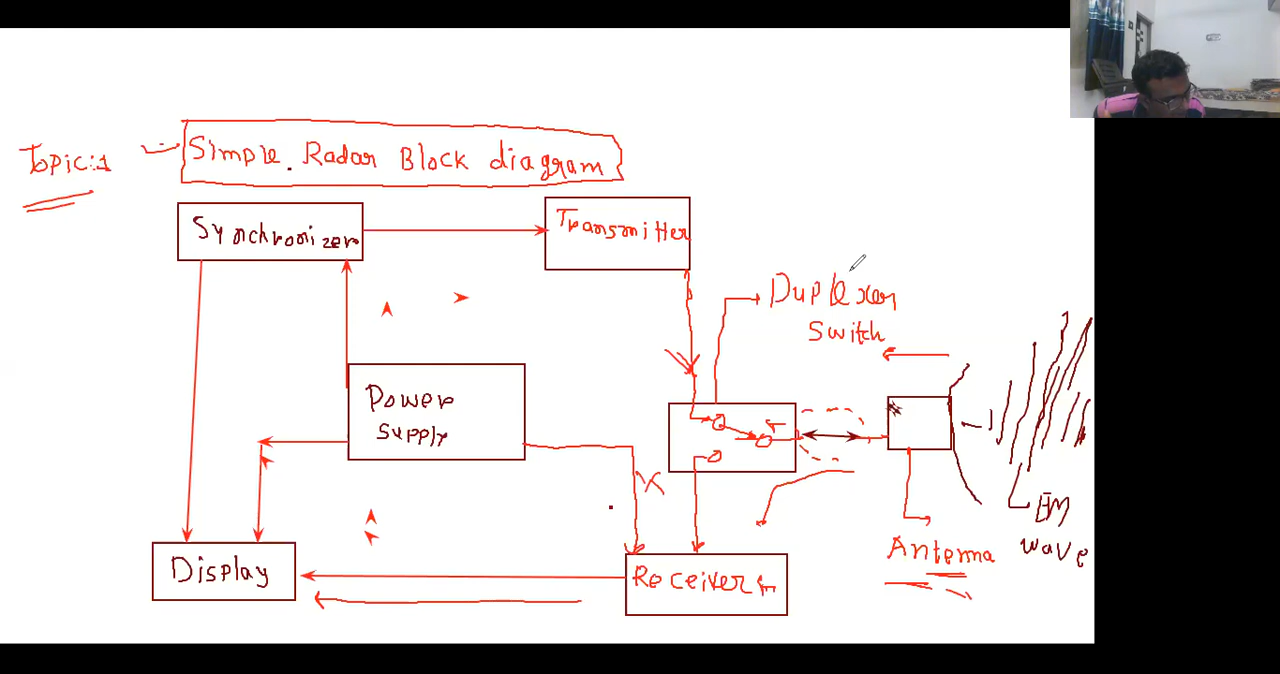 Topic:1
Simple. Radar Block diagram
Synchronizer
Transmitter
Duplexer
Switch
Power
supply
EM
wave
Antenna
Display
Receiver